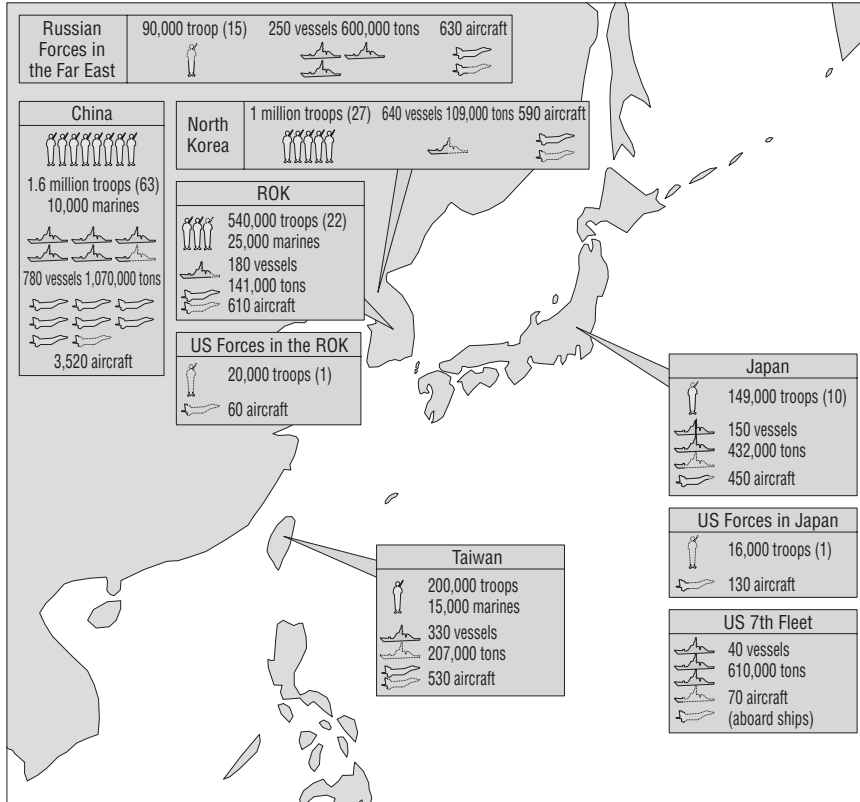 Russian
Forces in
the Far East
90,000 troop (15)
250 vessels 600,000 tons
630 aircraft
China
1.6 million troops (63)
10,000 marines
780 vessels 1,070,000 tons
3,520 aircraft
North
Korea
1 million troops (27)
640 vessels 109,000 tons
590 aircraft
ROK
540,000 troops (22)
25,000 marines
180 vessels
141,000 tons
610 aircraft
US Forces in the ROK
20,000 troops (1)
60 aircraft
Japan
149,000 troops (10)
150 vessels
432,000 tons
450 aircraft
US Forces in Japan
16,000 troops (1)
130 aircraft
Taiwan
200,000 troops
15,000 marines
330 vessels
207,000 tons
530 aircraft
US 7th Fleet
40 vessels
610,000 tons
70 aircraft
(aboard ships)